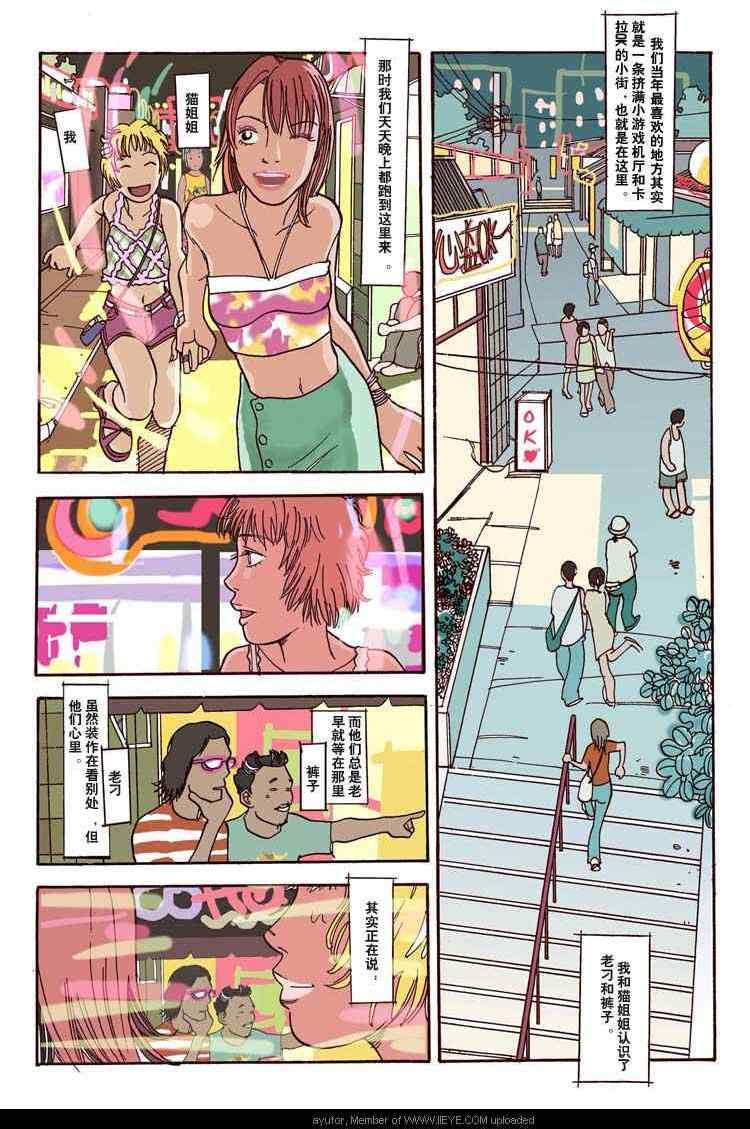 我们当年最喜欢的地方其实
就是一条挤满小游戏机厅和卡
拉OK的小街，也就是在这里。
OK
OK♥
我和猫姐姐认识了
老刁和裤子。
那时我们天天晚上都跑到这里来。
猫姐姐
我
而他们总是老
早就等在那里
裤子
老刁
虽然装作在看别处，但
他们心里。
其实正在说：
ayutor, Member of WWW.IIEYE.COM uploaded